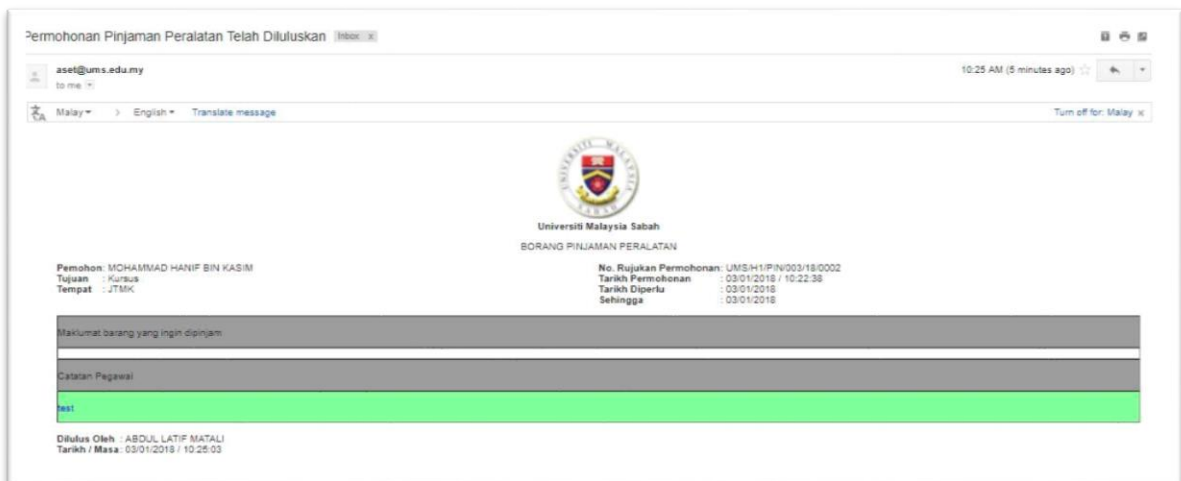 Permohonan Pinjaman Peralatan Telah Diluluskan Inbox x
aset@ums.edu.my
10:25 AM (5 minutes ago)
to me
Malay > English Translate message Turn off for: Malay x
UNIVERSITI MALAYSIA
SABAH
Universiti Malaysia Sabah
BORANG PINJAMAN PERALATAN
Pemohon: MOHAMMAD HANIF BIN KASIM
Tujuan : Kursus
Tempat : JTMK
No. Rujukan Permohonan: UMS/H1/PIN/003/18/0002
Tarikh Permohonan : 03/01/2018 / 10:22:38
Tarikh Diperlu : 03/01/2018
Sehingga : 03/01/2018
Maklumat barang yang ingin dipinjam
Catatan Pegawai
test
Dilulus Oleh : ABDUL LATIF MATALI
Tarikh / Masa: 03/01/2018 / 10:25:03